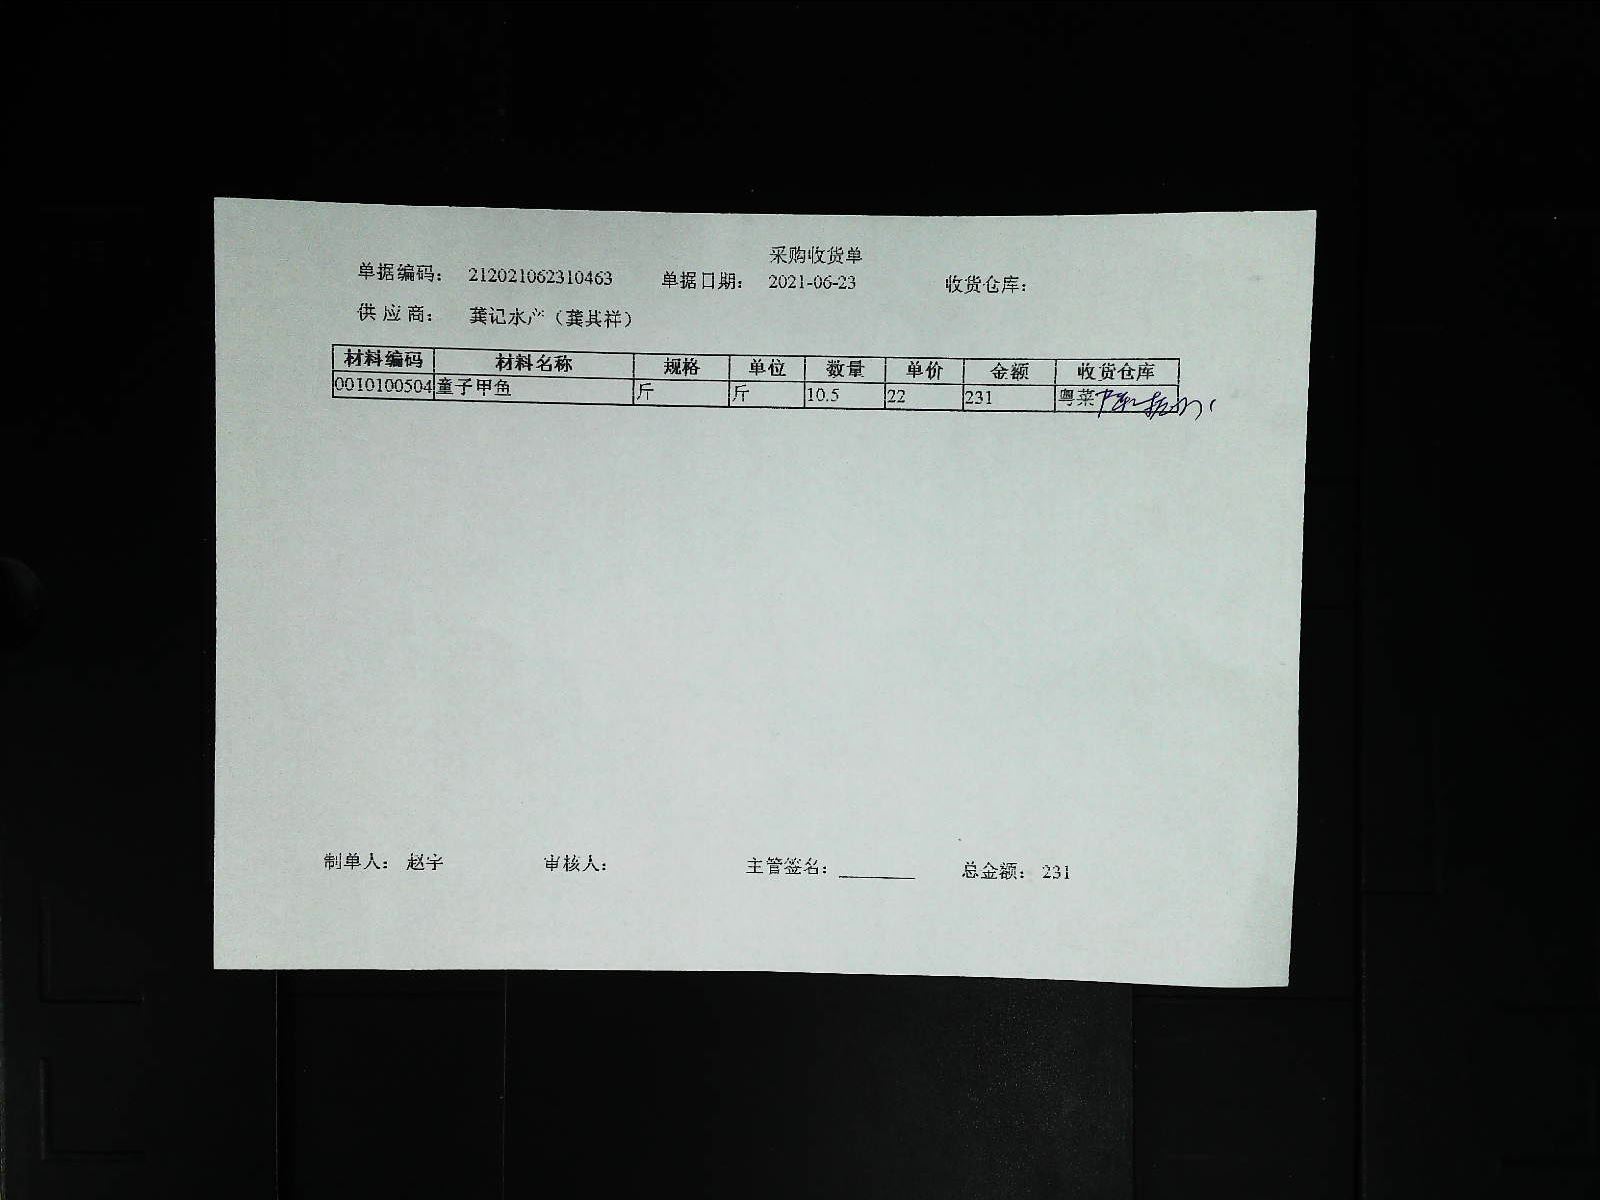 采购收货单
单据编码： 212021062310463 单据日期： 2021-06-23 收货仓库：
供应商： 龚记水产（龚其祥）
材料编码 材料名称 规格 单位 数量 单价 金额 收货仓库
0010100504 童子甲鱼 斤 斤 10.5 22 231 粤菜
制单人： 赵宇 审核人： 主管签名： 总金额： 231